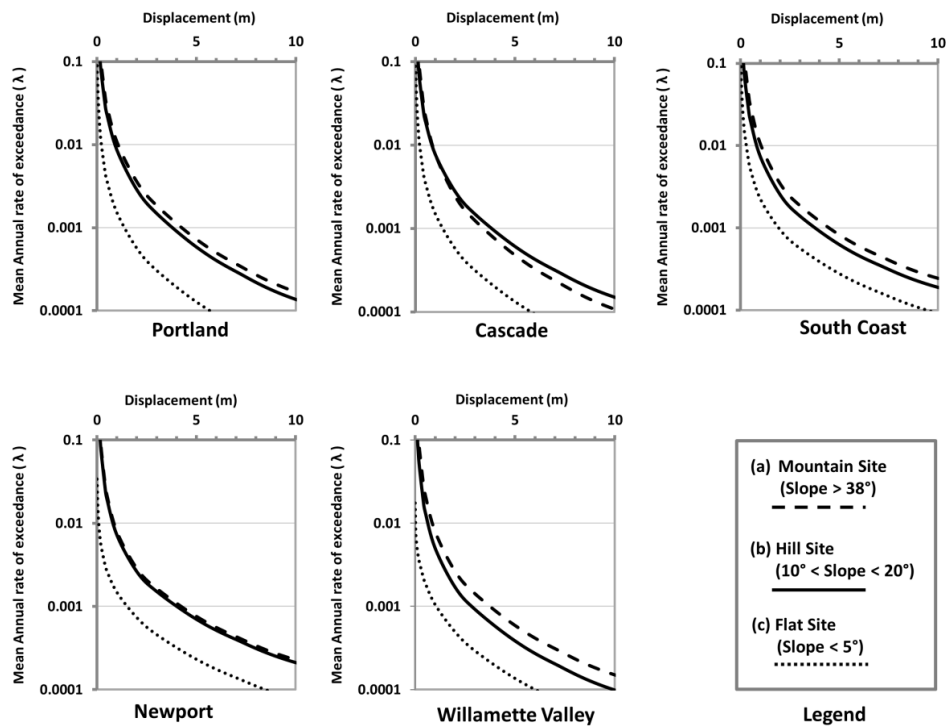 Displacement (m)
0 5 10
Mean Annual rate of exceedance ( λ )
0.1
0.01
0.001
0.0001
Portland
Displacement (m)
0 5 10
Mean Annual rate of exceedance ( λ )
0.1
0.01
0.001
0.0001
Cascade
Displacement (m)
0 5 10
Mean Annual rate of exceedance ( λ )
0.1
0.01
0.001
0.0001
South Coast
Displacement (m)
0 5 10
Mean Annual rate of exceedance ( λ )
0.1
0.01
0.001
0.0001
Newport
Displacement (m)
0 5 10
Mean Annual rate of exceedance ( λ )
0.1
0.01
0.001
0.0001
Willamette Valley
(a) Mountain Site
(Slope > 38°)
(b) Hill Site
(10° < Slope < 20°)
(c) Flat Site
(Slope < 5°)
Legend